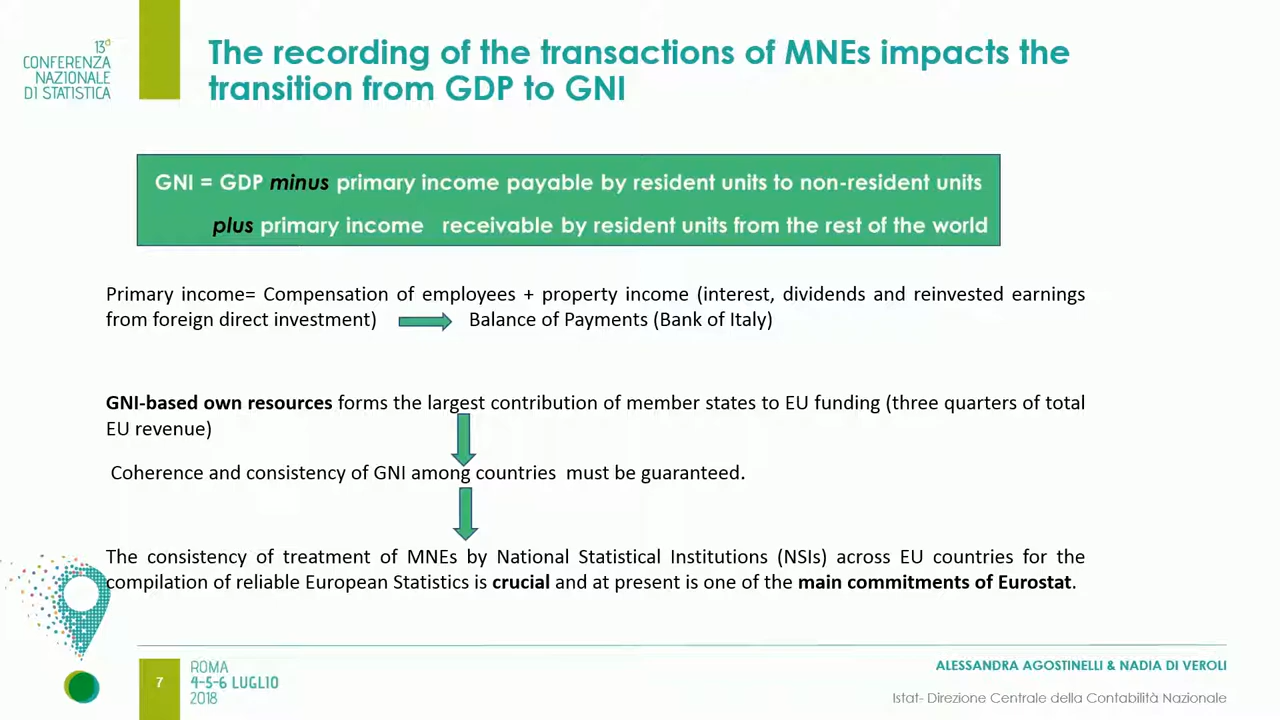 13a
CONFERENZA
NAZIONALE
DI STATISTICA
The recording of the transactions of MNEs impacts the
transition from GDP to GNI
GNI = GDP minus primary income payable by resident units to non-resident units
plus primary income receivable by resident units from the rest of the world
Primary income= Compensation of employees + property income (interest, dividends and reinvested earnings
from foreign direct investment) Balance of Payments (Bank of Italy)
GNI-based own resources forms the largest contribution of member states to EU funding (three quarters of total
EU revenue)
Coherence and consistency of GNI among countries must be guaranteed.
The consistency of treatment of MNEs by National Statistical Institutions (NSIs) across EU countries for the
compilation of reliable European Statistics is crucial and at present is one of the main commitments of Eurostat.
7
ROMA
4-5-6 LUGLIO
2018
ALESSANDRA AGOSTINELLI & NADIA DI VEROLI
Istat- Direzione Centrale della Contabilità Nazionale